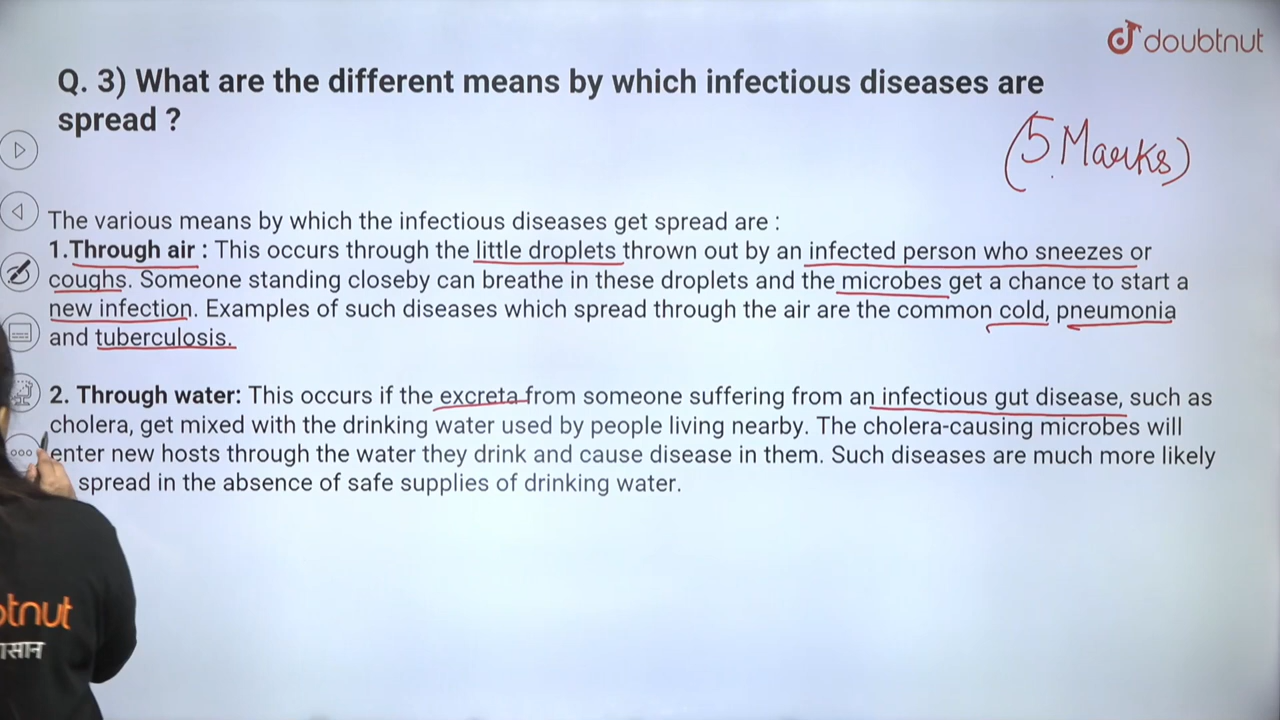 doubtnut
Q. 3) What are the different means by which infectious diseases are
spread ?
(5 Marks)
The various means by which the infectious diseases get spread are :
1.Through air : This occurs through the little droplets thrown out by an infected person who sneezes or
coughs. Someone standing closeby can breathe in these droplets and the microbes get a chance to start a
new infection. Examples of such diseases which spread through the air are the common cold, pneumonia
and tuberculosis.
2. Through water: This occurs if the excreta from someone suffering from an infectious gut disease, such as
cholera, get mixed with the drinking water used by people living nearby. The cholera-causing microbes will
enter new hosts through the water they drink and cause disease in them. Such diseases are much more likely
spread in the absence of safe supplies of drinking water.
otnut